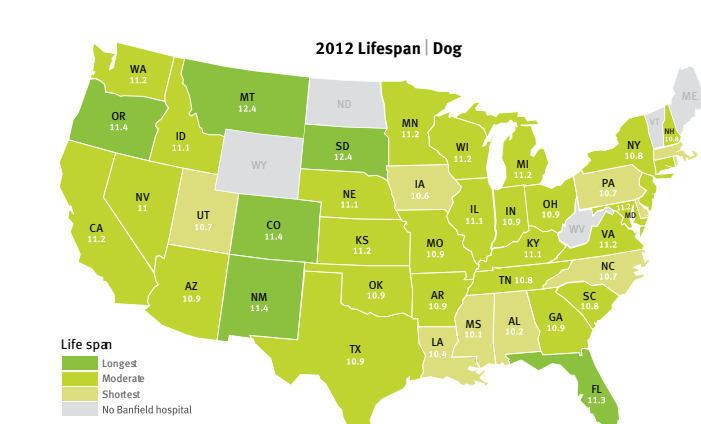 2012 Lifespan | Dog
WA
11.2
OR
11.4
MT
12.4
ID
11.1
ND
SD
12.4
WY
MN
11.2
WI
11.2
MI
11.2
NY
10.8
VT
NH
10.8
ME
NV
11
UT
10.7
CA
11.2
CO
11.4
NE
11.1
IA
10.6
IL
11.1
IN
10.9
OH
10.9
PA
10.7
11.2
MD
WV
VA
11.2
KS
11.2
MO
10.9
KY
11.1
NC
10.7
TN 10.8
AZ
10.9
NM
11.4
OK
10.9
AR
10.9
SC
10.8
MS
10.1
AL
10.2
GA
10.9
LA
10.4
TX
10.9
FL
11.3
Life span
Longest
Moderate
Shortest
No Banfield hospital